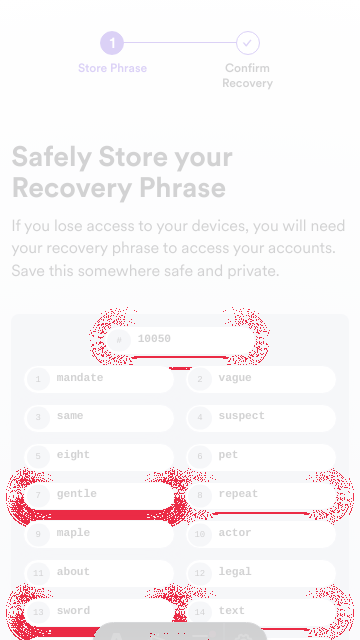 1
Store Phrase Confirm
Recovery
Safely Store your
Recovery Phrase
If you lose access to your devices, you will need
your recovery phrase to access your accounts.
Save this somewhere safe and private.
# 10050
1 mandate 2 vague
3 same 4 suspect
5 eight 6 pet
7 gentle 8 repeat
9 maple 10 actor
11 about 12 legal
13 sword 14 text